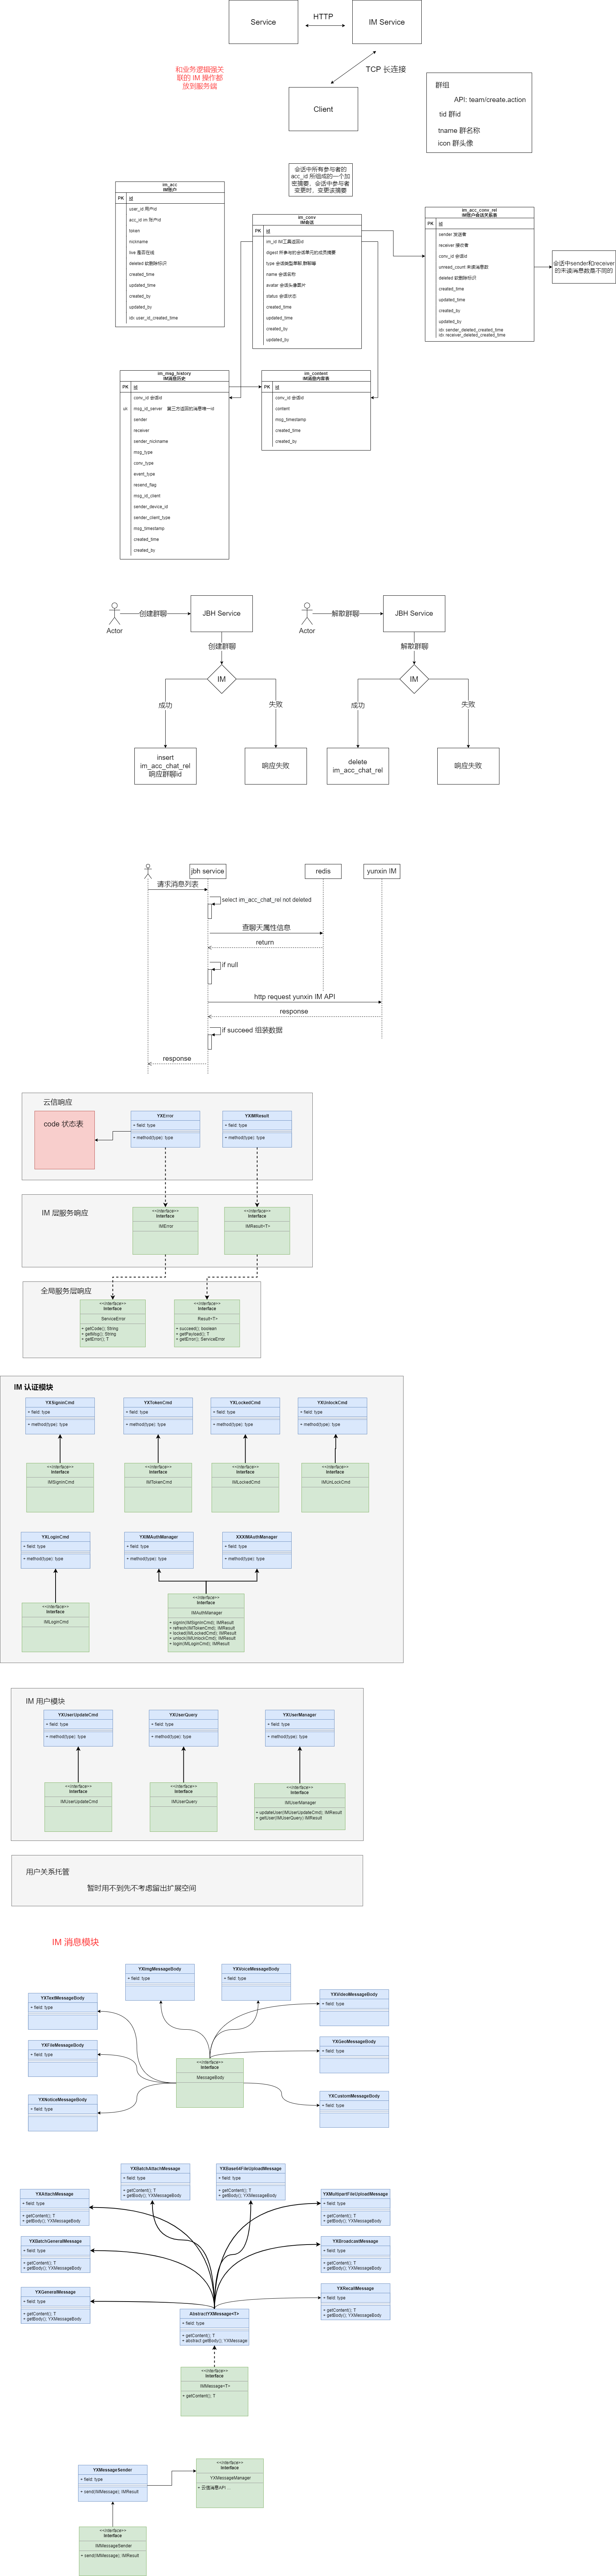 Service
HTTP
IM Service
和业务逻辑强关
联的 IM 操作都
放到服务端
TCP 长连接
Client
群组
API: team/create.action
tid 群id
tname 群名称
icon 群头像
会话中所有参与者的
acc_id 所组成的一个加
密摘要，会话中参与者
变更时，变更该摘要
im_acc
IM账户
PK
id
user_id 用户id
acc_id im 账户id
token
nickname
live 是否在线
deleted 软删除标识
created_time
updated_time
created_by
updated_by
idx user_id_created_time
im_conv
IM会话
PK
id
im_id IM工具返回id
digest 所参与的会话单元的成员摘要
name 会话名称
avatar 会话头像图片
status 会话状态
created_time
updated_time
created_by
updated_by
im_acc_conv_rel
IM账户会话关系表
PK
id
sender 发送者
receiver 接收者
conv_id 会话id
unread_count 未读消息数
deleted 软删除标识
created_time
updated_time
created_by
updated_by
idx sender_deleted_created_time
idx receiver_deleted_created_time
会话中sender和receiver
的未读消息数是不同的
im_msg_history
IM消息历史
PK
id
conv_id 会话id
uk
msg_id_server 第三方返回的消息唯一id
sender
receiver
sender_nickname
msg_type
conv_type
event_type
resend_flag
msg_id_client
sender_device_id
sender_client_type
msg_timestamp
created_time
created_by
im_content
IM消息内容表
PK
id
conv_id 会话id
content
msg_timestamp
created_time
created_by
Actor
创建群聊
JBH Service
创建群聊
IM
成功
失败
insert
im_acc_chat_rel
响应群聊id
响应失败
Actor
解散群聊
JBH Service
解散群聊
IM
成功
失败
delete
im_acc_chat_rel
响应失败
jbh service
redis
yunxin IM
请求消息列表
select im_acc_chat_rel not deleted
查聊天属性信息
return
if null
http request yunxin IM API
response
if succeed 组装数据
response
云信响应
code 状态表
YXError
+ field: type
+ method(type): type
YXIMResult
+ field: type
+ method(type): type
IM 层服务响应
<<interface>>
Interface
IMError
<<interface>>
Interface
IMResult<T>
全局服务层响应
<<interface>>
Interface
ServiceError
+ getCode(); String
+ getMsg(); String
+ getError(); T
<<interface>>
Interface
Result<T>
+ succeed(); boolean
+ getPayload(); T
+ getError(); ServiceError
IM 认证模块
YXSignInCmd
+ field: type
+ method(type): type
YXTokenCmd
+ field: type
+ method(type): type
YXLockedCmd
+ field: type
+ method(type): type
YXUnlockCmd
+ field: type
+ method(type): type
<<interface>>
Interface
IMSignInCmd
<<interface>>
Interface
IMTokenCmd
<<interface>>
Interface
IMLockedCmd
<<interface>>
Interface
IMUnLockCmd
YXLoginCmd
+ field: type
+ method(type): type
YXIMAuthManager
+ field: type
+ method(type): type
XXXIMAuthManager
+ field: type
+ method(type): type
<<interface>>
Interface
IMLoginCmd
<<interface>>
Interface
IMAuthManager
+ signIn(IMSignInCmd); IMResult
+ refresh(IMTokenCmd); IMResult
+ locked(IMLockedCmd); IMResult
+ unlock(IMUnlockCmd); IMResult
+ login(IMLoginCmd); IMResult
IM 用户模块
YXUserUpdateCmd
+ field: type
+ method(type): type
YXUserQuery
+ field: type
+ method(type): type
YXUserManager
+ field: type
+ method(type): type
<<interface>>
Interface
IMUserUpdateCmd
<<interface>>
Interface
IMUserQuery
<<interface>>
Interface
IMUserManager
+ updateUser(IMUserUpdateCmd); IMResult
+ getUser(IMUserQuery) IMResult
用户关系托管
暂时用不到先不考虑留出扩展空间
IM 消息模块
YXImgMessageBody
+ field: type
YXVoiceMessageBody
+ field: type
YXTextMessageBody
+ field: type
YXVideoMessageBody
+ field: type
YXFileMessageBody
+ field: type
YXGeoMessageBody
+ field: type
YXNoticeMessageBody
+ field: type
YXCustomMessageBody
+ field: type
<<interface>>
Interface
MessageBody
YXBatchAttachMessage
+ field: type
+ getContent(); T
+ getBody(); YXMessageBody
YXBase64FileUploadMessage
+ field: type
+ getContent(); T
+ getBody(); YXMessageBody
YXAttachMessage
+ field: type
+ getContent(); T
+ getBody(); YXMessageBody
YXMultipartFileUploadMessage
+ field: type
+ getContent(); T
+ getBody(); YXMessageBody
YXBatchGeneralMessage
+ field: type
+ getContent(); T
+ getBody(); YXMessageBody
YXBroadcastMessage
+ field: type
+ getContent(); T
+ getBody(); YXMessageBody
YXGeneralMessage
+ field: type
+ getContent(); T
+ getBody(); YXMessageBody
YXRecallMessage
+ field: type
+ getContent(); T
+ getBody(); YXMessageBody
AbstractYXMessage<T>
+ field: type
+ getContent(); T
+ abstract getBody(); YXMessage
<<interface>>
Interface
IMMessage<T>
+ getContent(); T
YXMessageSender
+ field: type
+ send(IMMessage); IMResult
<<interface>>
Interface
YXMessageManager
+ 云信消息API ...
<<interface>>
Interface
IMMessageSender
+ send(IMMessage); IMResult